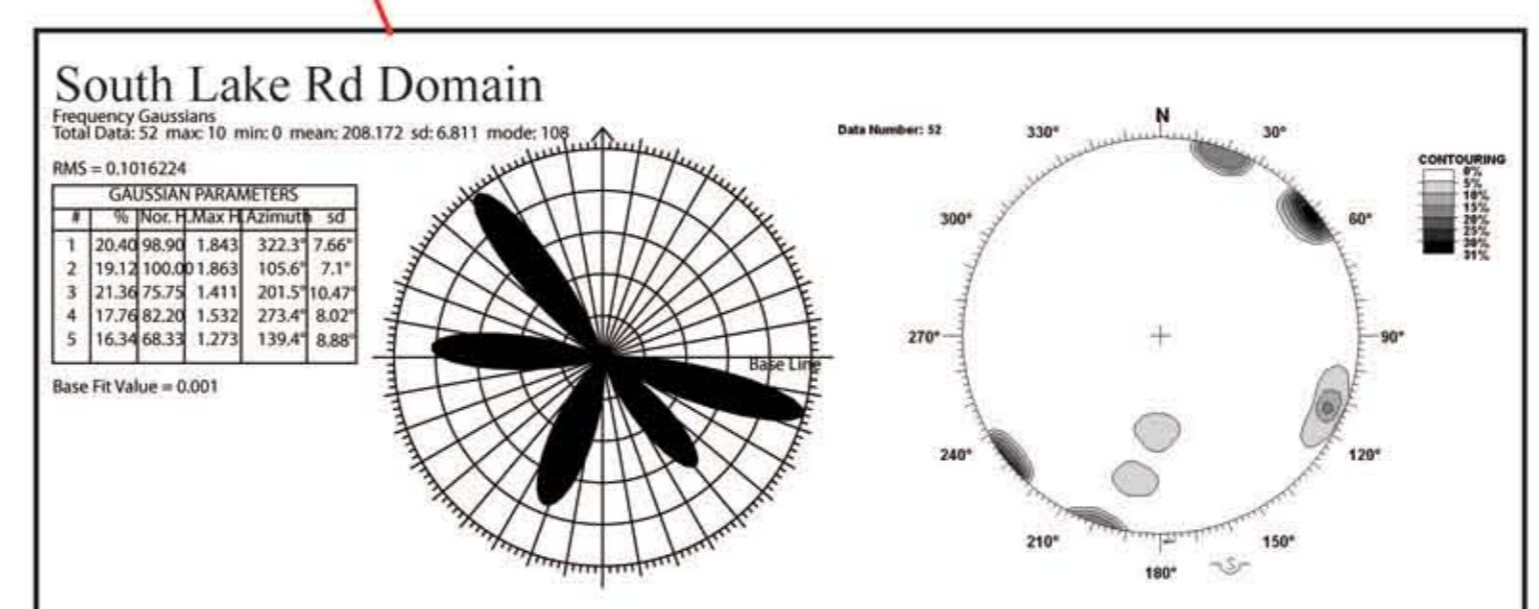 South Lake Rd Domain
Frequency Gaussians
Total Data: 52 max: 10 min: 0 mean: 208.172 sd: 6.811 mode: 108
RMS = 0.1016224
GAUSSIAN PARAMETERS
# % Nor. H. Max H. Azimuth sd
1 20.40 98.90 1.843 322.3° 7.66°
2 19.12 100.00 1.863 105.6° 7.1°
3 21.36 75.75 1.411 201.5° 10.47°
4 17.76 82.20 1.532 273.4° 8.02°
5 16.34 68.33 1.273 139.4° 8.88°
Base Fit Value = 0.001
Base Line
Data Number: 52
N
30°
60°
90°
120°
150°
180°
210°
240°
270°
300°
330°
S
CONTOURING
0%
5%
10%
15%
20%
25%
30%
31%